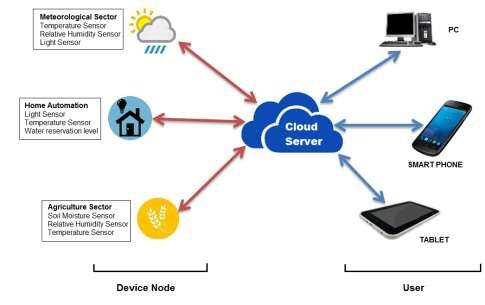 Meteorological Sector
Temperature Sensor
Relative Humidity Sensor
Light Sensor
PC
Home Automation
Light Sensor
Temperature Sensor
Water reservation level
Cloud
Server
SMART PHONE
Agriculture Sector
Soil Moisture Sensor
Relative Humidity Sensor
Temperature Sensor
TABLET
Device Node
User